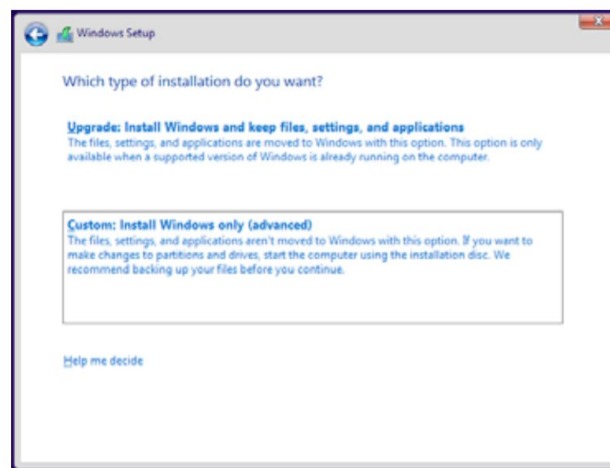 Windows Setup
Which type of installation do you want?
Upgrade: Install Windows and keep files, settings, and applications
The files, settings, and applications are moved to Windows with this option. This option is only
available when a supported version of Windows is already running on the computer.
Custom: Install Windows only (advanced)
The files, settings, and applications aren't moved to Windows with this option. If you want to
make changes to partitions and drives, start the computer using the installation disc. We
recommend backing up your files before you continue.
Help me decide